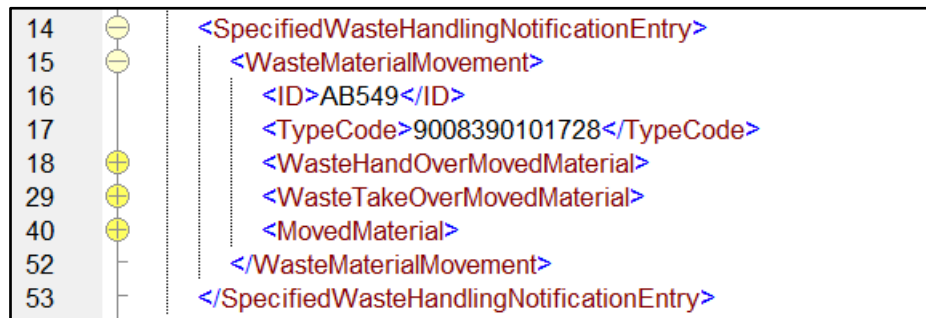 14 <SpecifiedWasteHandlingNotificationEntry>
15 <WasteMaterialMovement>
16 <ID>AB549</ID>
17 <TypeCode>9008390101728</TypeCode>
18 <WasteHandOverMovedMaterial>
29 <WasteTakeOverMovedMaterial>
40 <MovedMaterial>
52 </WasteMaterialMovement>
53 </SpecifiedWasteHandlingNotificationEntry>